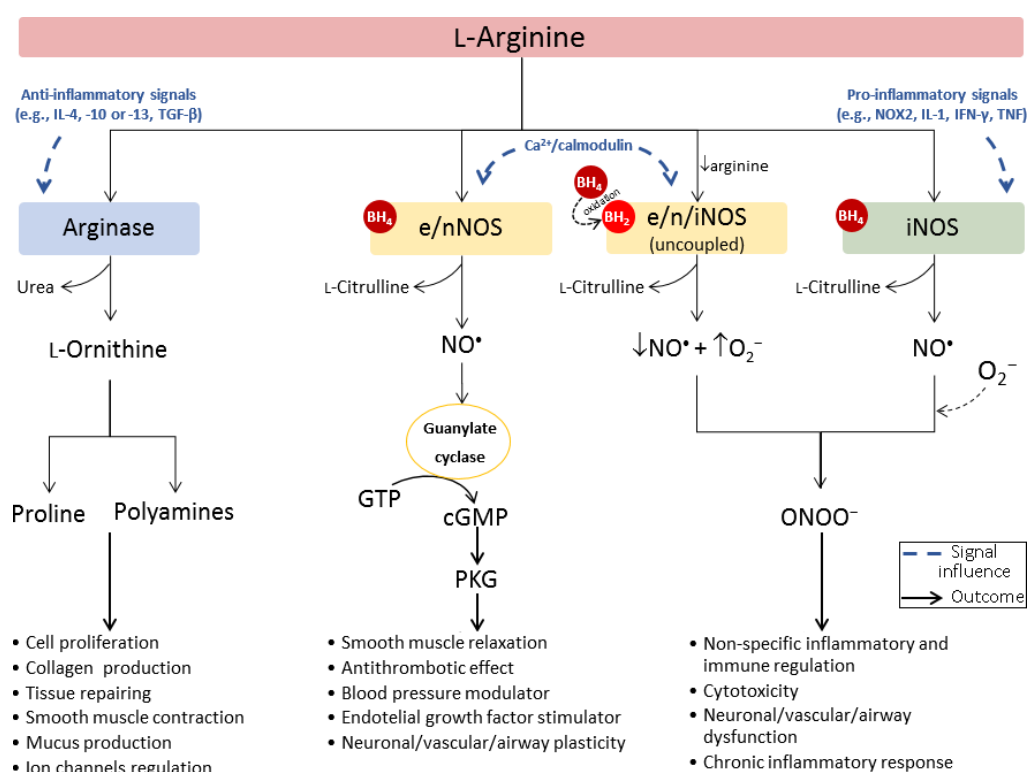 L-Arginine
Anti-inflammatory signals
(e.g., IL-4, -10 or -13, TGF-β)
Pro-inflammatory signals
(e.g., NOX2, IL-1, IFN-γ, TNF)
Ca²⁺/calmodulin
↓arginine
Arginase
BH₄
e/nNOS
BH₄
oxidation
BH₂
e/n/iNOS
(uncoupled)
BH₄
iNOS
Urea
L-Citrulline
L-Citrulline
L-Citrulline
L-Ornithine
NO•
↓NO• + ↑O₂⁻
NO•
O₂⁻
Guanylate
cyclase
GTP
cGMP
PKG
Proline
Polyamines
ONOO⁻
Signal
influence
Outcome
• Cell proliferation
• Collagen production
• Tissue repairing
• Smooth muscle contraction
• Mucus production
• Ion channels regulation
• Smooth muscle relaxation
• Antithrombotic effect
• Blood pressure modulator
• Endotelial growth factor stimulator
• Neuronal/vascular/airway plasticity
• Non-specific inflammatory and
immune regulation
• Cytotoxicity
• Neuronal/vascular/airway
dysfunction
• Chronic inflammatory response